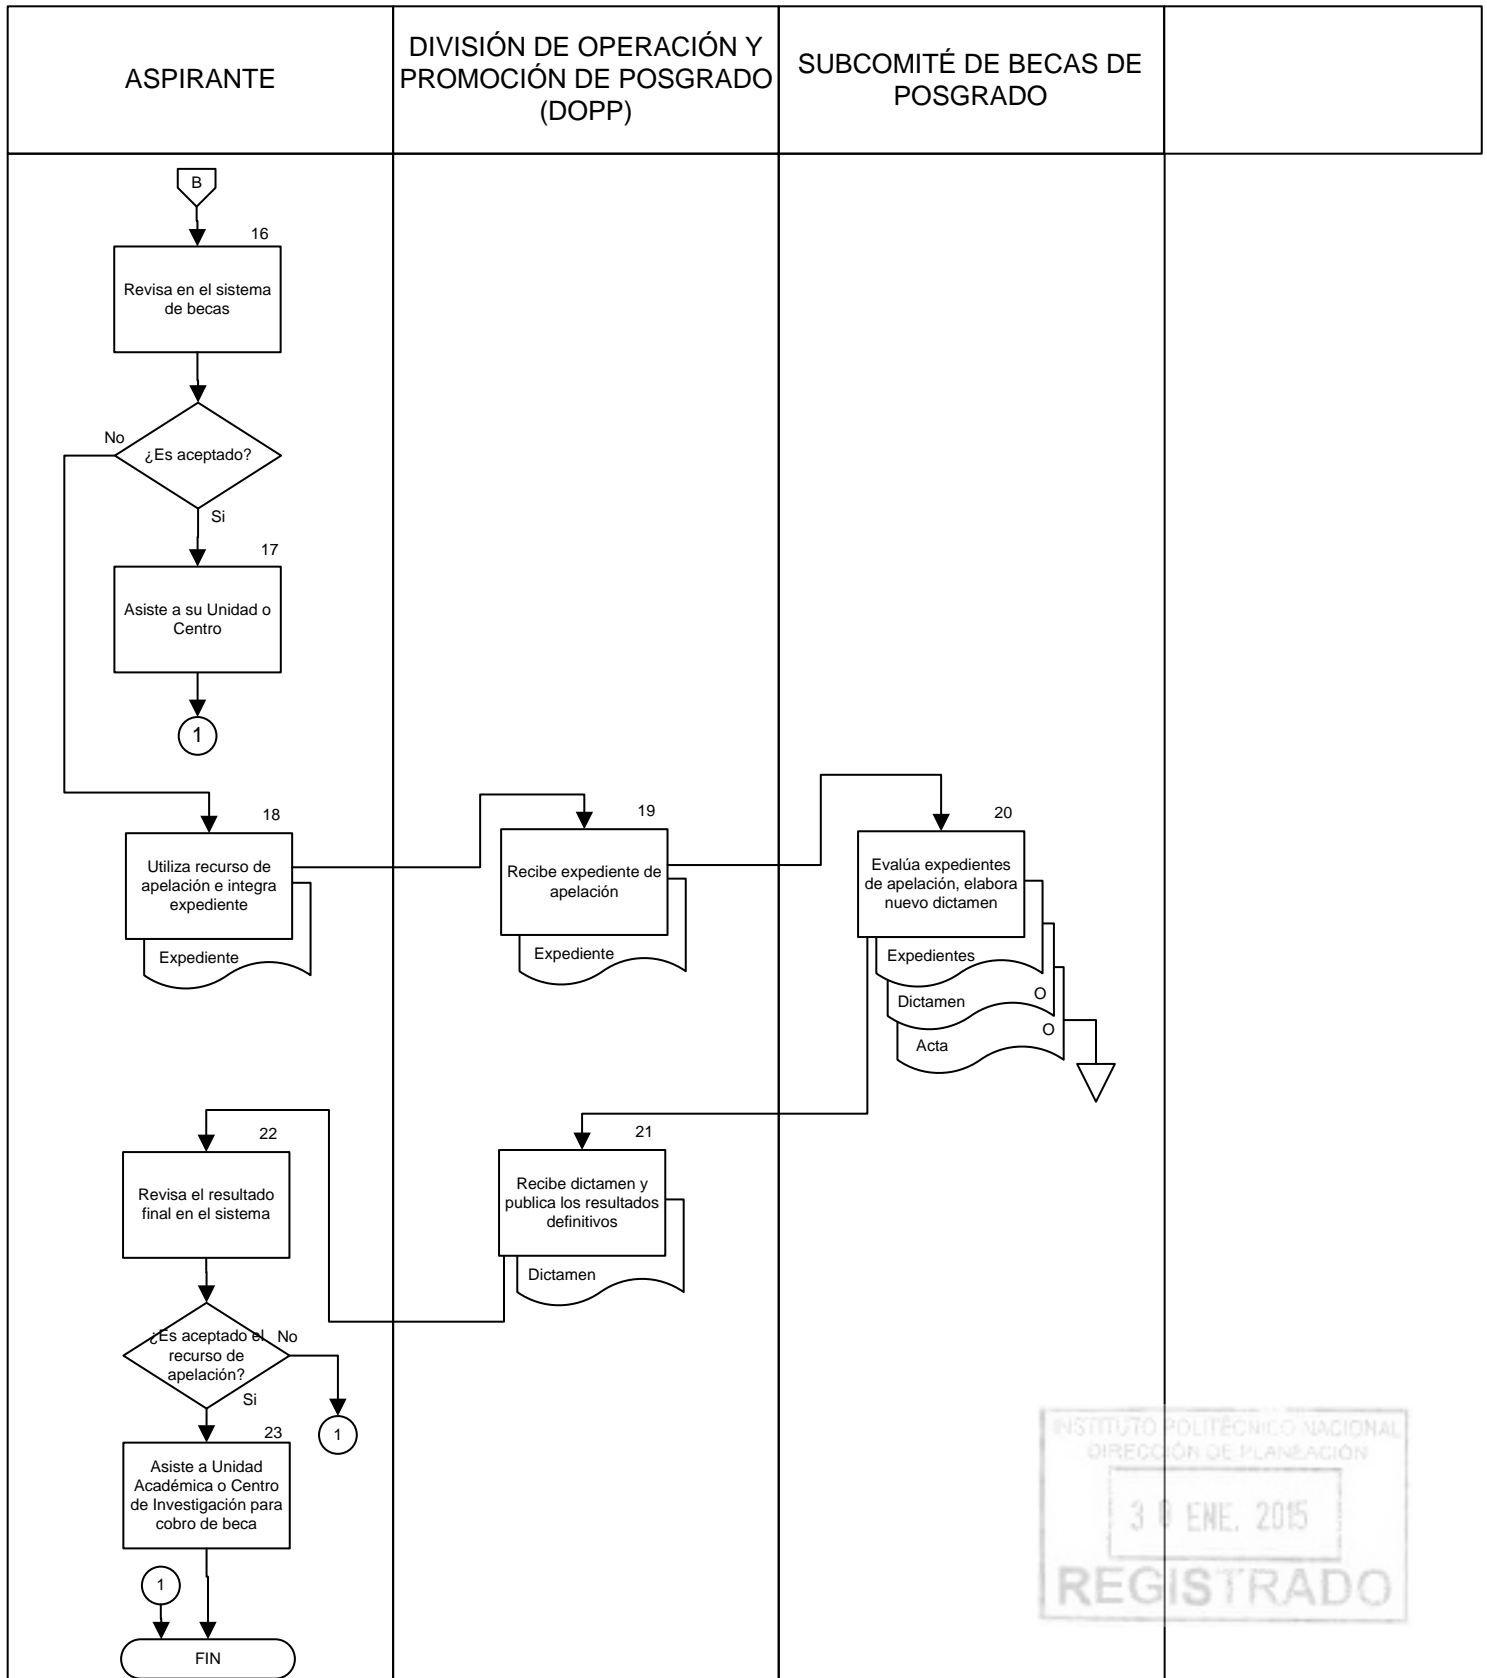 ASPIRANTE
DIVISIÓN DE OPERACIÓN Y
PROMOCIÓN DE POSGRADO
(DOPP)
SUBCOMITÉ DE BECAS DE
POSGRADO
B
16
Revisa en el sistema
de becas
No
¿Es aceptado?
Si
17
Asiste a su Unidad o
Centro
1
18
Utiliza recurso de
apelación e integra
expediente
Expediente
19
Recibe expediente de
apelación
Expediente
20
Evalúa expedientes
de apelación, elabora
nuevo dictamen
Expedientes
Dictamen
O
O
Acta
21
Recibe dictamen y
publica los resultados
definitivos
Dictamen
22
Revisa el resultado
final en el sistema
¿Es aceptado el
recurso de
apelación?
No
Si
1
23
Asiste a Unidad
Académica o Centro
de Investigación para
cobro de beca
1
FIN
INSTITUTO POLITÉCNICO NACIONAL
DIRECCIÓN DE PLANEACIÓN
ENE. 2015
REGISTRADO